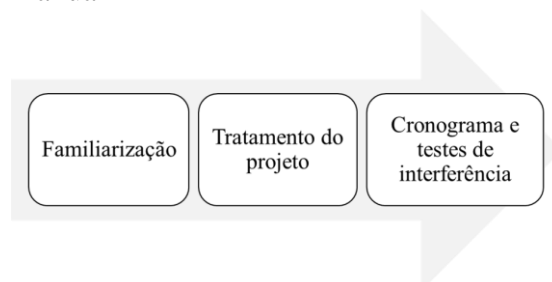 Familiarização
Tratamento do
projeto
Cronograma e
testes de
interferência